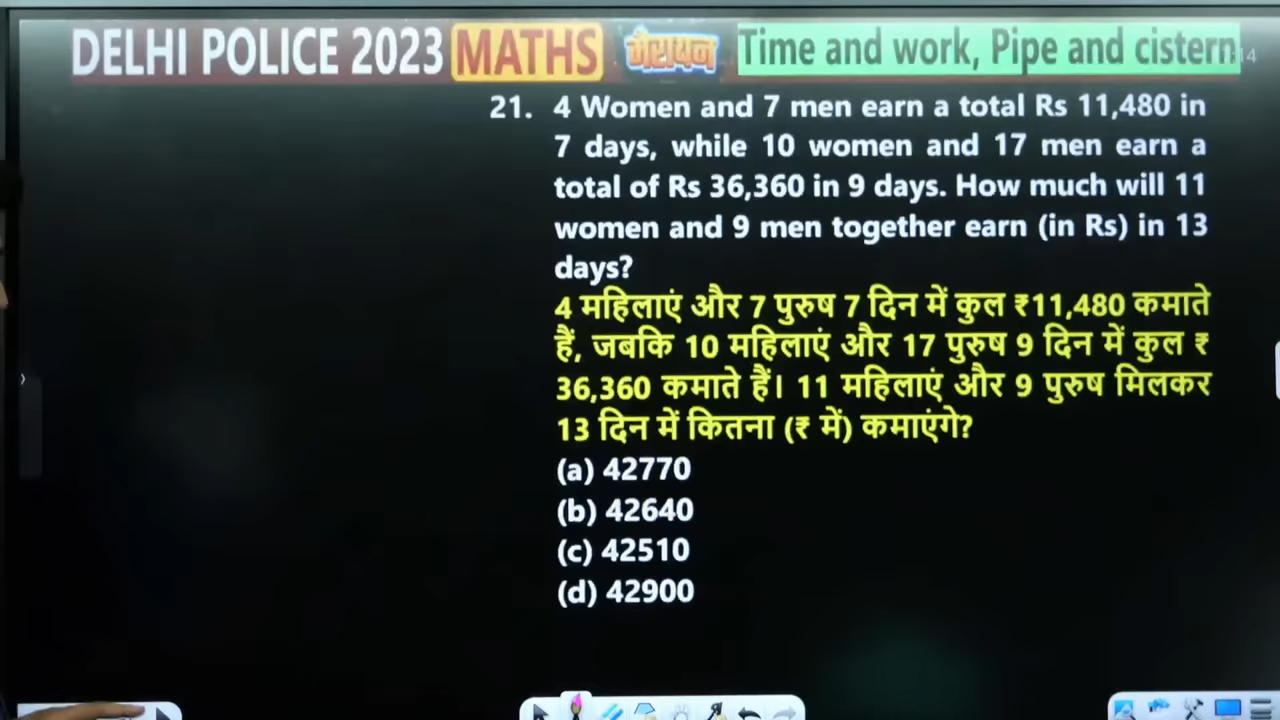 DELHI POLICE 2023 MATHS मैराथन Time and work, Pipe and cistern
21. 4 Women and 7 men earn a total Rs 11,480 in
7 days, while 10 women and 17 men earn a
total of Rs 36,360 in 9 days. How much will 11
women and 9 men together earn (in Rs) in 13
days?
4 महिलाएं और 7 पुरुष 7 दिन में कुल ₹11,480 कमाते
हैं, जबकि 10 महिलाएं और 17 पुरुष 9 दिन में कुल ₹
36,360 कमाते हैं। 11 महिलाएं और 9 पुरुष मिलकर
13 दिन में कितना (₹ में) कमाएंगे?
(a) 42770
(b) 42640
(c) 42510
(d) 42900